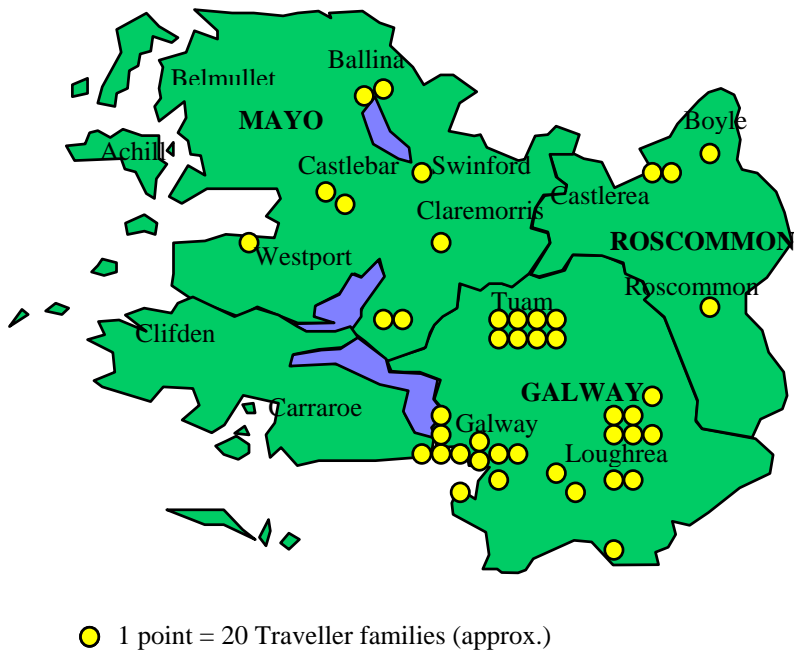 Ballina
Belmullet
MAYO
Boyle
Achill
Castlebar
Swinford
Castlerea
Claremorris
ROSCOMMON
Westport
Roscommon
Tuam
Clifden
GALWAY
Carraroe
Galway
Loughrea
1 point = 20 Traveller families (approx.)